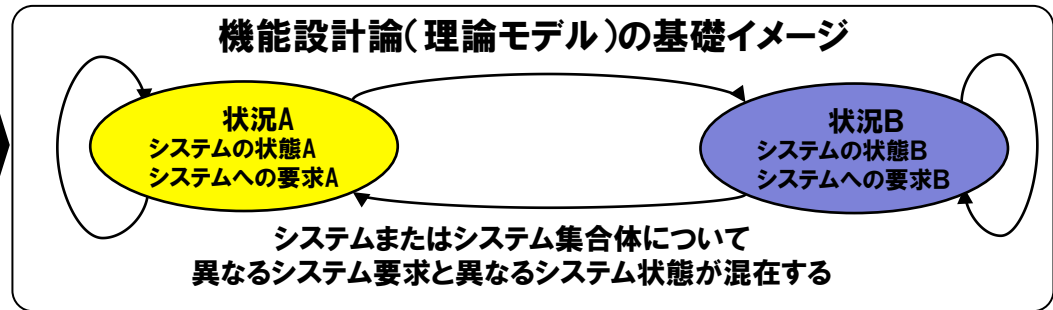 機能設計論(理論モデル)の基礎イメージ
状況A
システムの状態A
システムへの要求A
状況B
システムの状態B
システムへの要求B
システムまたはシステム集合体について
異なるシステム要求と異なるシステム状態が混在する